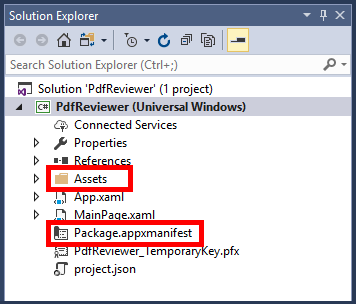 Solution Explorer
Search Solution Explorer (Ctrl+;)
Solution 'PdfReviewer' (1 project)
C# PdfReviewer (Universal Windows)
Connected Services
Properties
References
Assets
App.xaml
MainPage.xaml
Package.appxmanifest
PdfReviewer_TemporaryKey.pfx
project.json